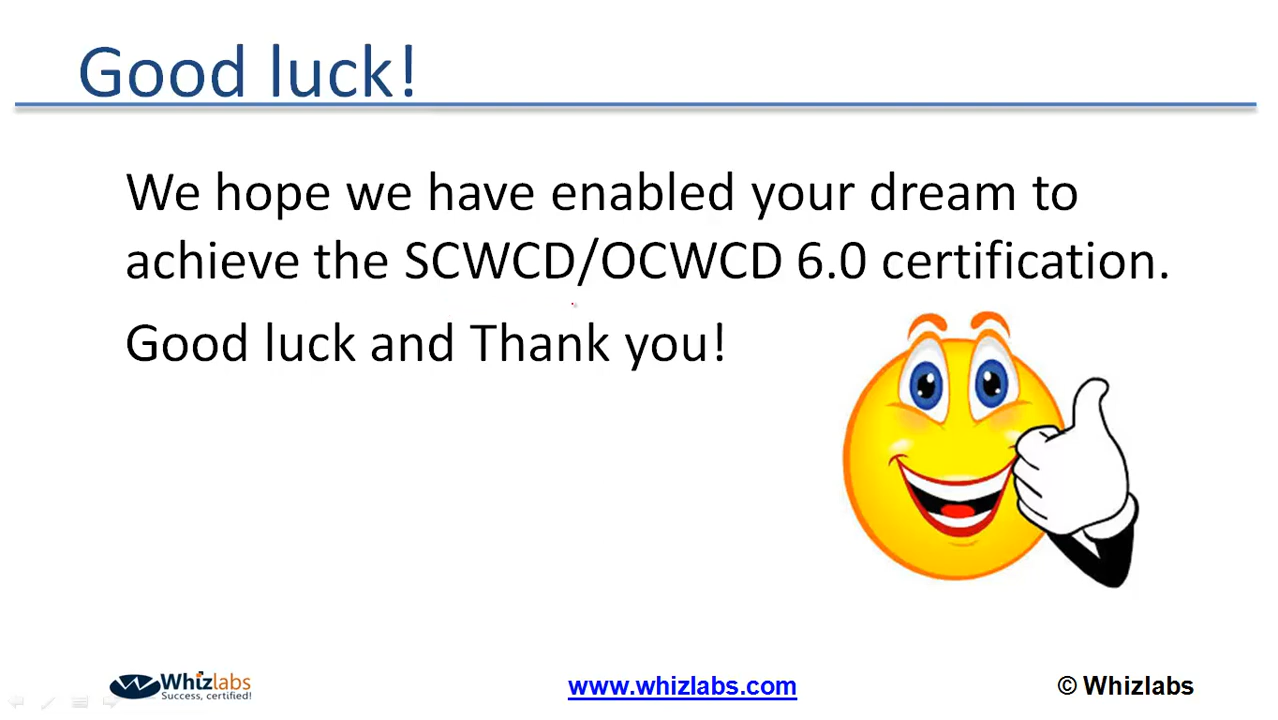 Good luck!
We hope we have enabled your dream to
achieve the SCWCD/OCWCD 6.0 certification.
Good luck and Thank you!
Whizlabs
Success, certified!
www.whizlabs.com
© Whizlabs